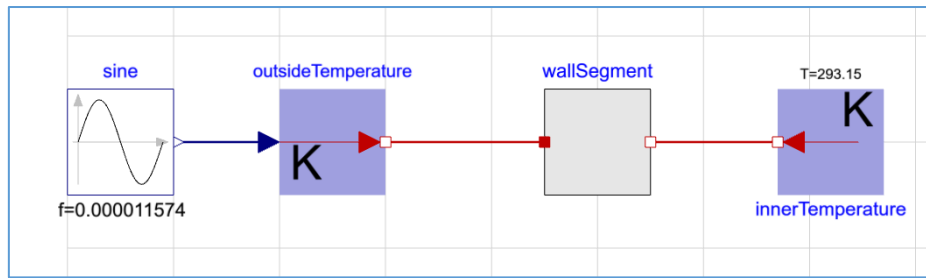 sine
outsideTemperature
wallSegment
T=293.15
K
K
f=0.000011574
innerTemperature